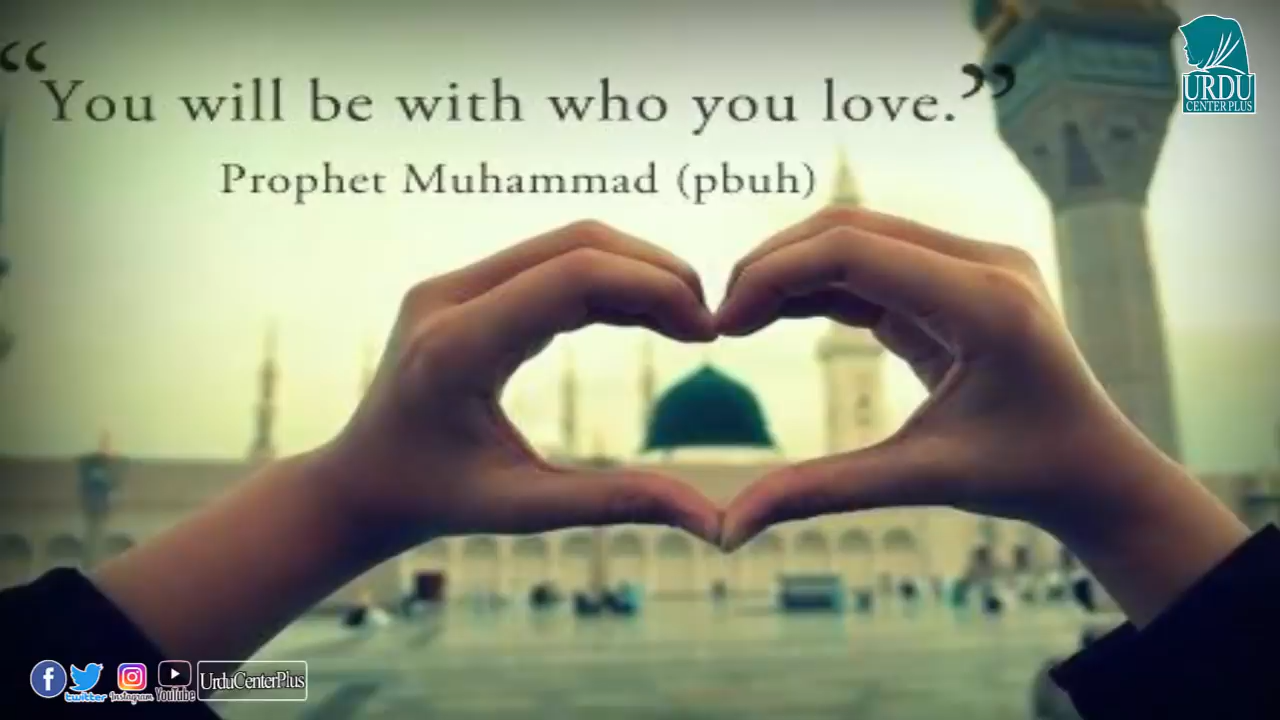 “You will be with who you love.”
Prophet Muhammad (pbuh)
URDU
CENTER PLUS
twitter Instagram YouTube UrduCenterPlus